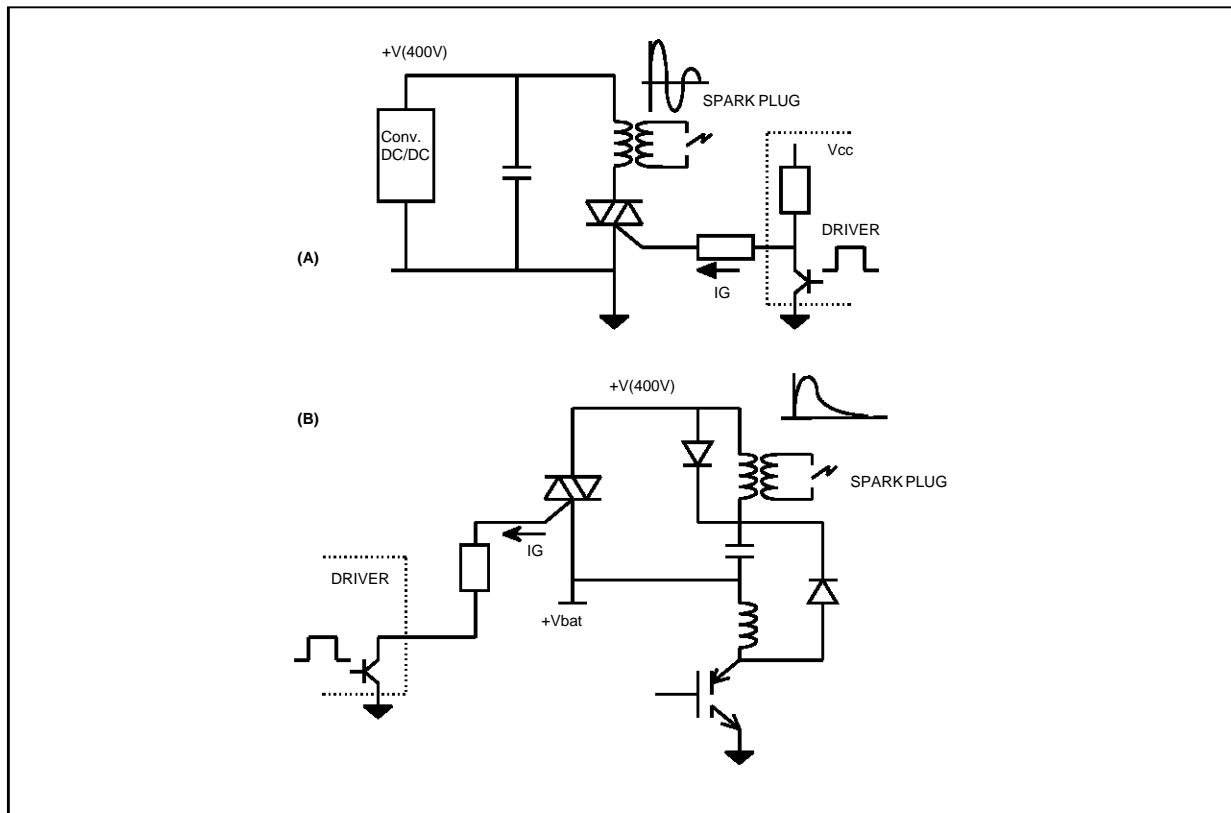 +V(400V)
SPARK PLUG
Conv.
DC/DC
Vcc
DRIVER
(A)
IG
+V(400V)
(B)
SPARK PLUG
IG
DRIVER
+Vbat